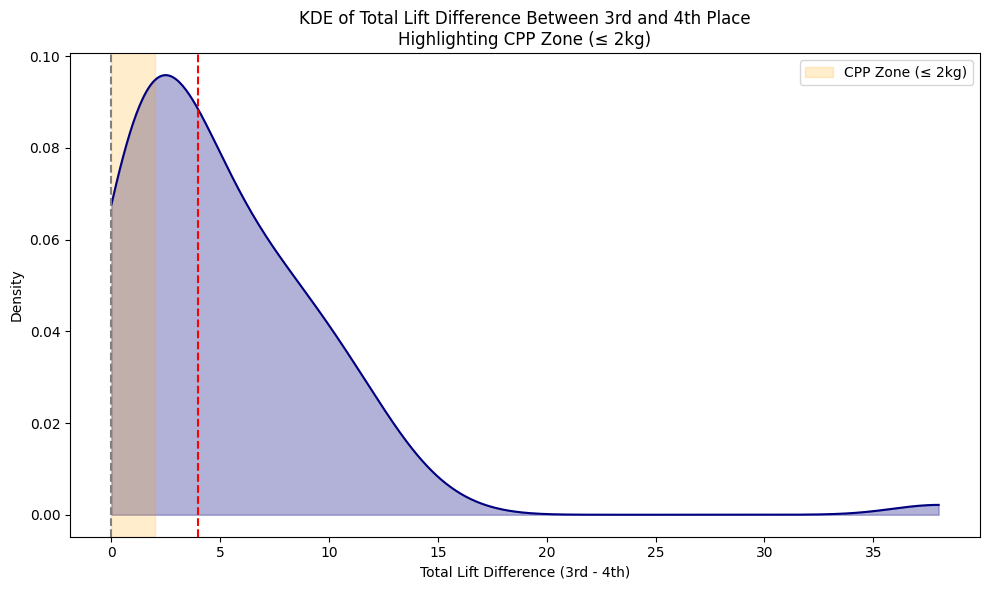 KDE of Total Lift Difference Between 3rd and 4th Place
Highlighting CPP Zone (≤ 2kg)
CPP Zone (≤ 2kg)
Density
0.10
0.08
0.06
0.04
0.02
0.00
0
5
10
15
20
25
30
35
Total Lift Difference (3rd - 4th)